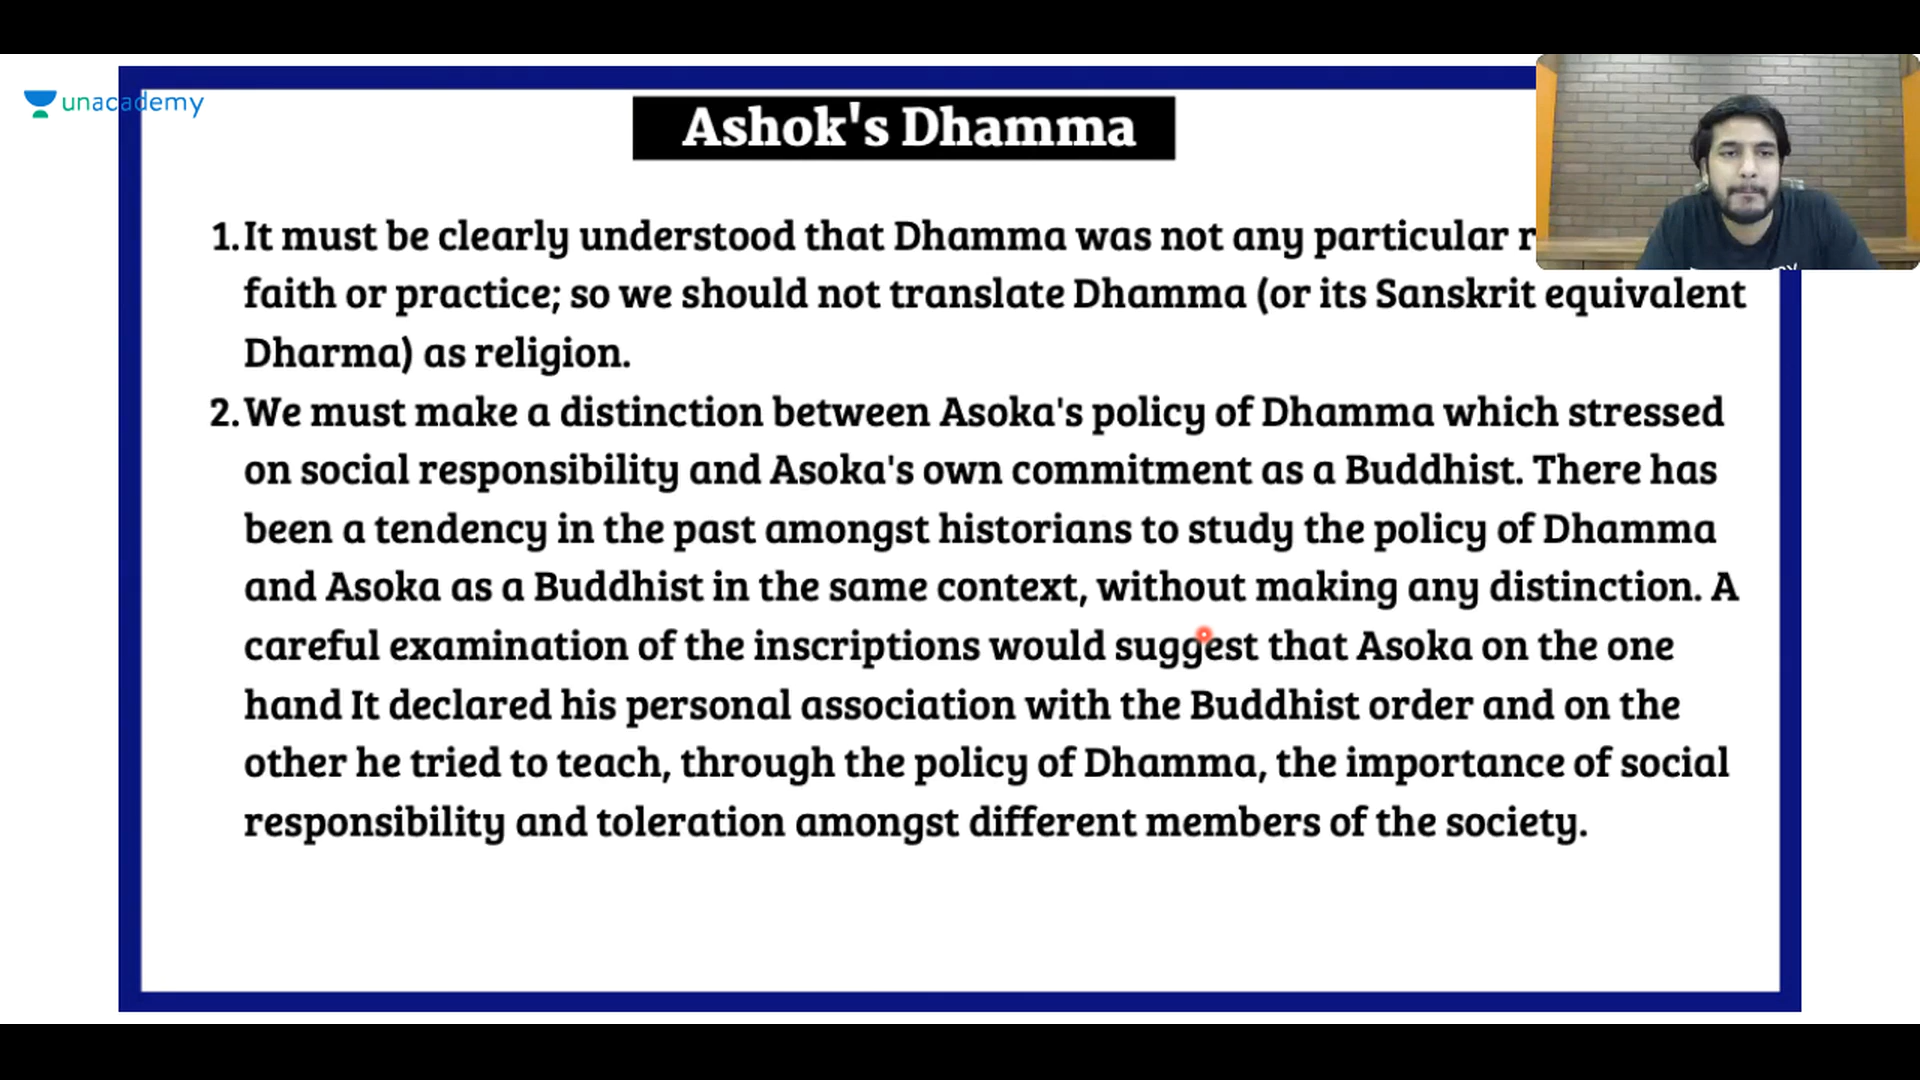 unacademy
Ashok's Dhamma
1. It must be clearly understood that Dhamma was not any particular
faith or practice; so we should not translate Dhamma (or its Sanskrit equivalent
Dharma) as religion.
2. We must make a distinction between Asoka's policy of Dhamma which stressed
on social responsibility and Asoka's own commitment as a Buddhist. There has
been a tendency in the past amongst historians to study the policy of Dhamma
and Asoka as a Buddhist in the same context, without making any distinction. A
careful examination of the inscriptions would suggest that Asoka on the one
hand It declared his personal association with the Buddhist order and on the
other he tried to teach, through the policy of Dhamma, the importance of social
responsibility and toleration amongst different members of the society.